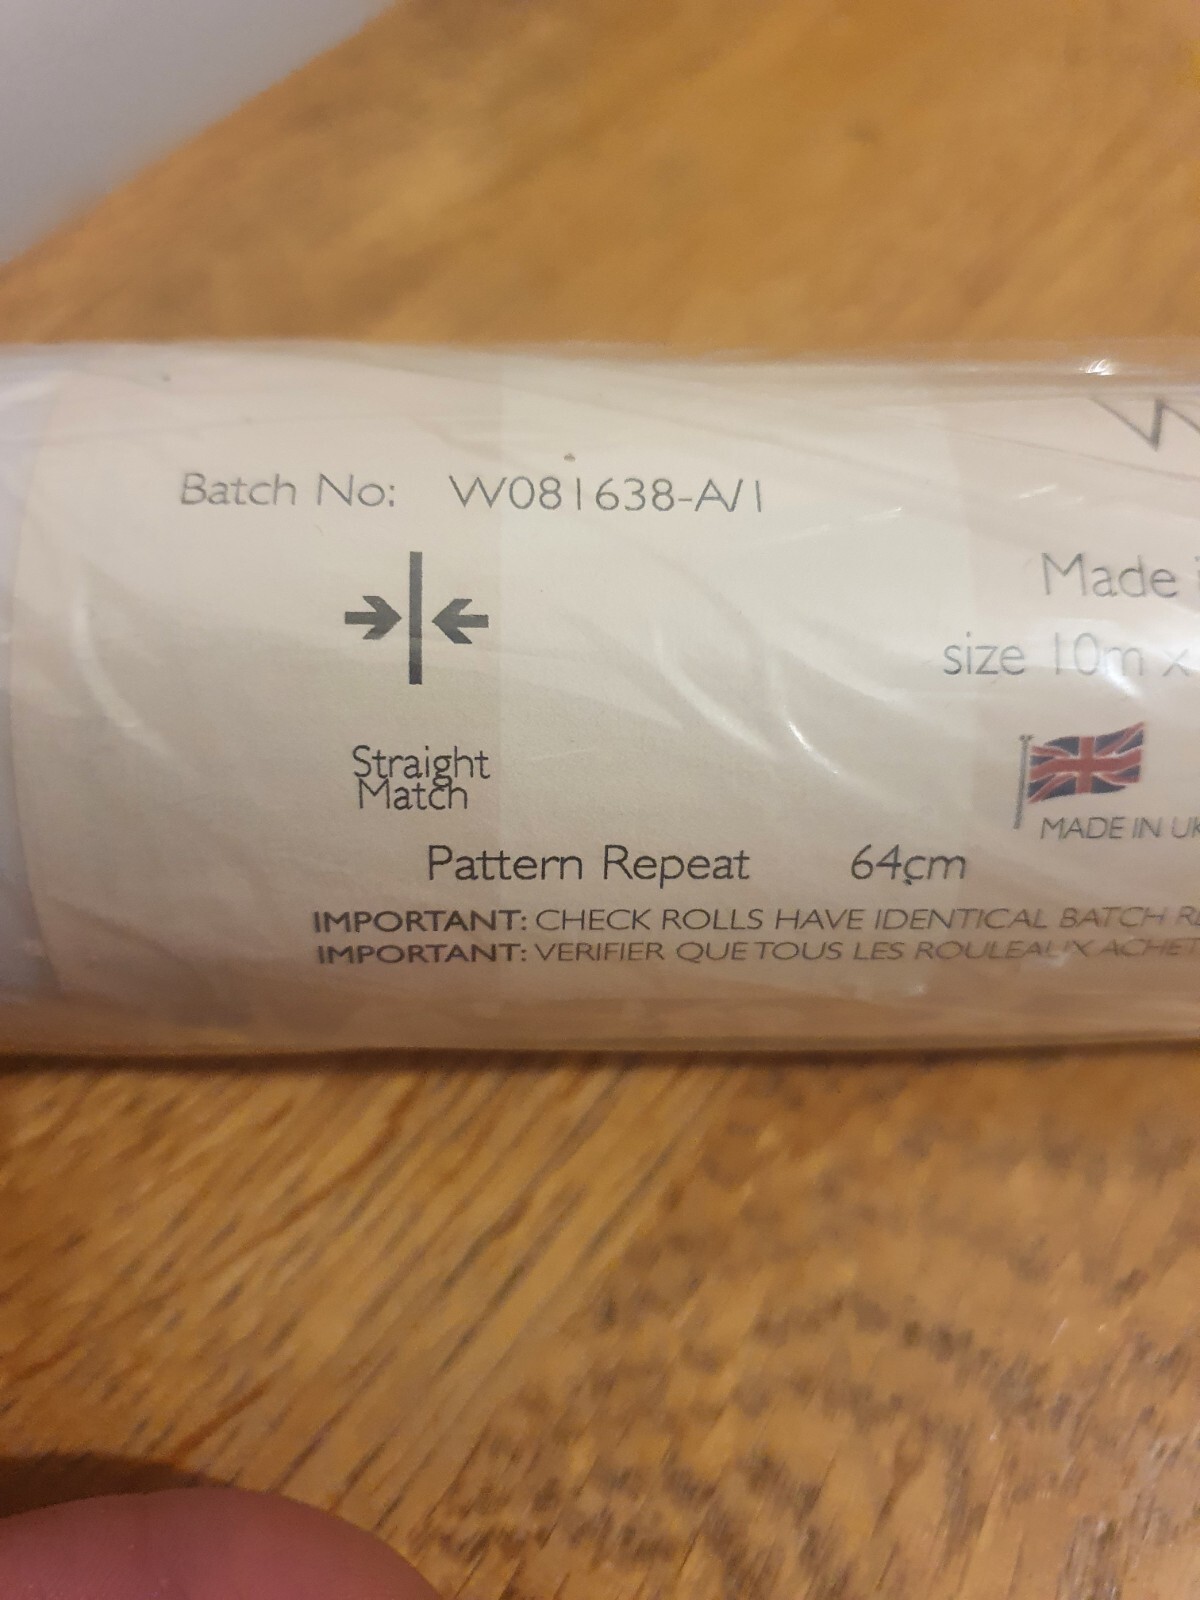 Batch No: W081638-A/1
Made
size 10m x
Straight
Match
MADE IN UK
Pattern Repeat 64cm
IMPORTANT: CHECK ROLLS HAVE IDENTICAL BATCH
IMPORTANT: VERIFIER QUE TOUS LES ROULEAUX